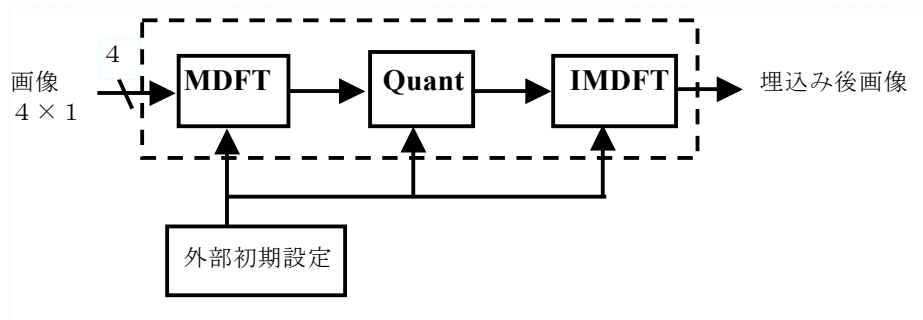 4
画像
４×１
MDFT
Quant
IMDFT
埋込み後画像
外部初期設定